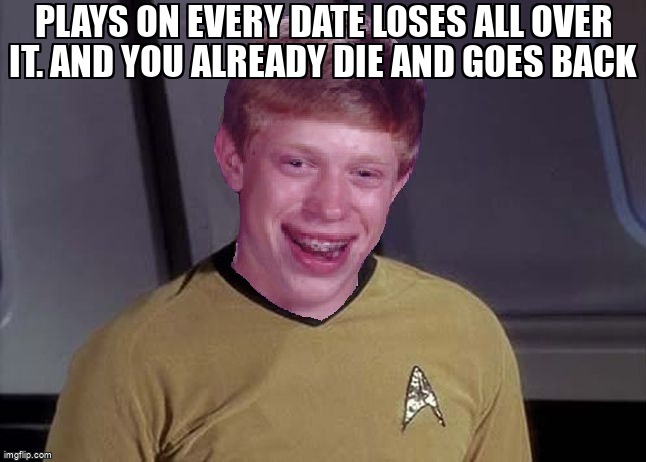 PLAYS ON EVERY DATE LOSES ALL OVER
IT. AND YOU ALREADY DIE AND GOES BACK
imgflip.com